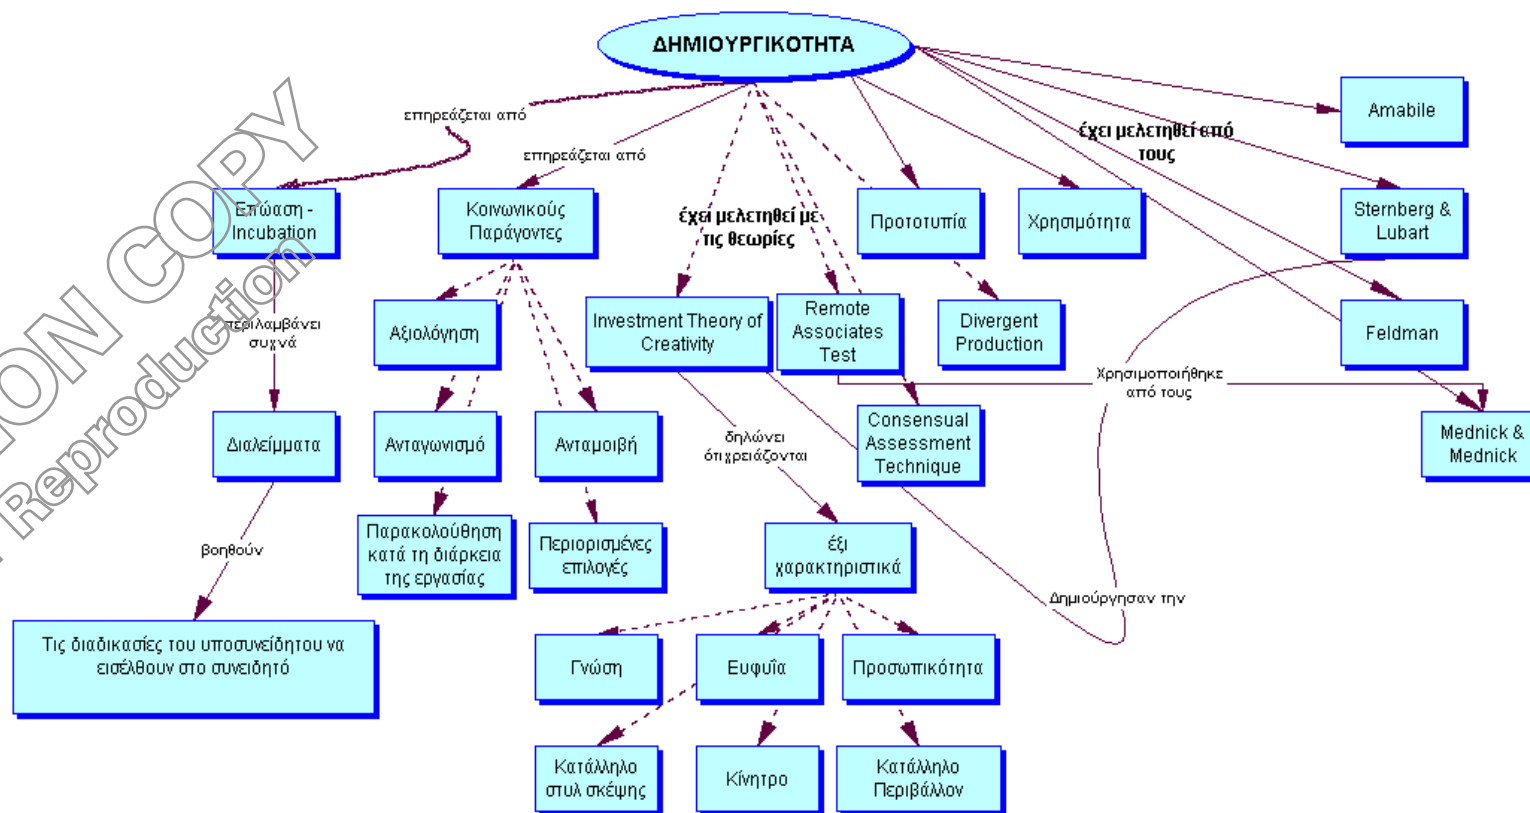 ΔΗΜΙΟΥΡΓΙΚΟΤΗΤΑ
επηρεάζεται από
επηρεάζεται από
έχει μελετηθεί με
τις θεωρίες
έχει μελετηθεί από
τους
Amabile
Επώαση -
Incubation
Κοινωνικούς
Παράγοντες
Προτοτυπία
Χρησιμότητα
Sternberg &
Lubart
περιλαμβάνει
συχνά
Αξιολόγηση
Investment Theory of
Creativity
Remote
Associates
Test
Divergent
Production
Feldman
Χρησιμοποιήθηκε
από τους
Διαλείμματα
Ανταγωνισμό
Ανταμοιβή
δηλώνει
ότι χρειάζονται
Consensual
Assessment
Technique
Mednick &
Mednick
βοηθούν
Παρακολούθηση
κατά τη διάρκεια
της εργασίας
Περιορισμένες
επιλογές
έξι
χαρακτηριστικά
Δημιούργησαν την
Τις διαδικασίες του υποσυνείδητου να
εισέλθουν στο συνειδητό
Γνώση
Ευφυΐα
Προσωπικότητα
Κατάλληλο
στυλ σκέψης
Κίνητρο
Κατάλληλο
Περιβάλλον
ION COPY
Reproduction